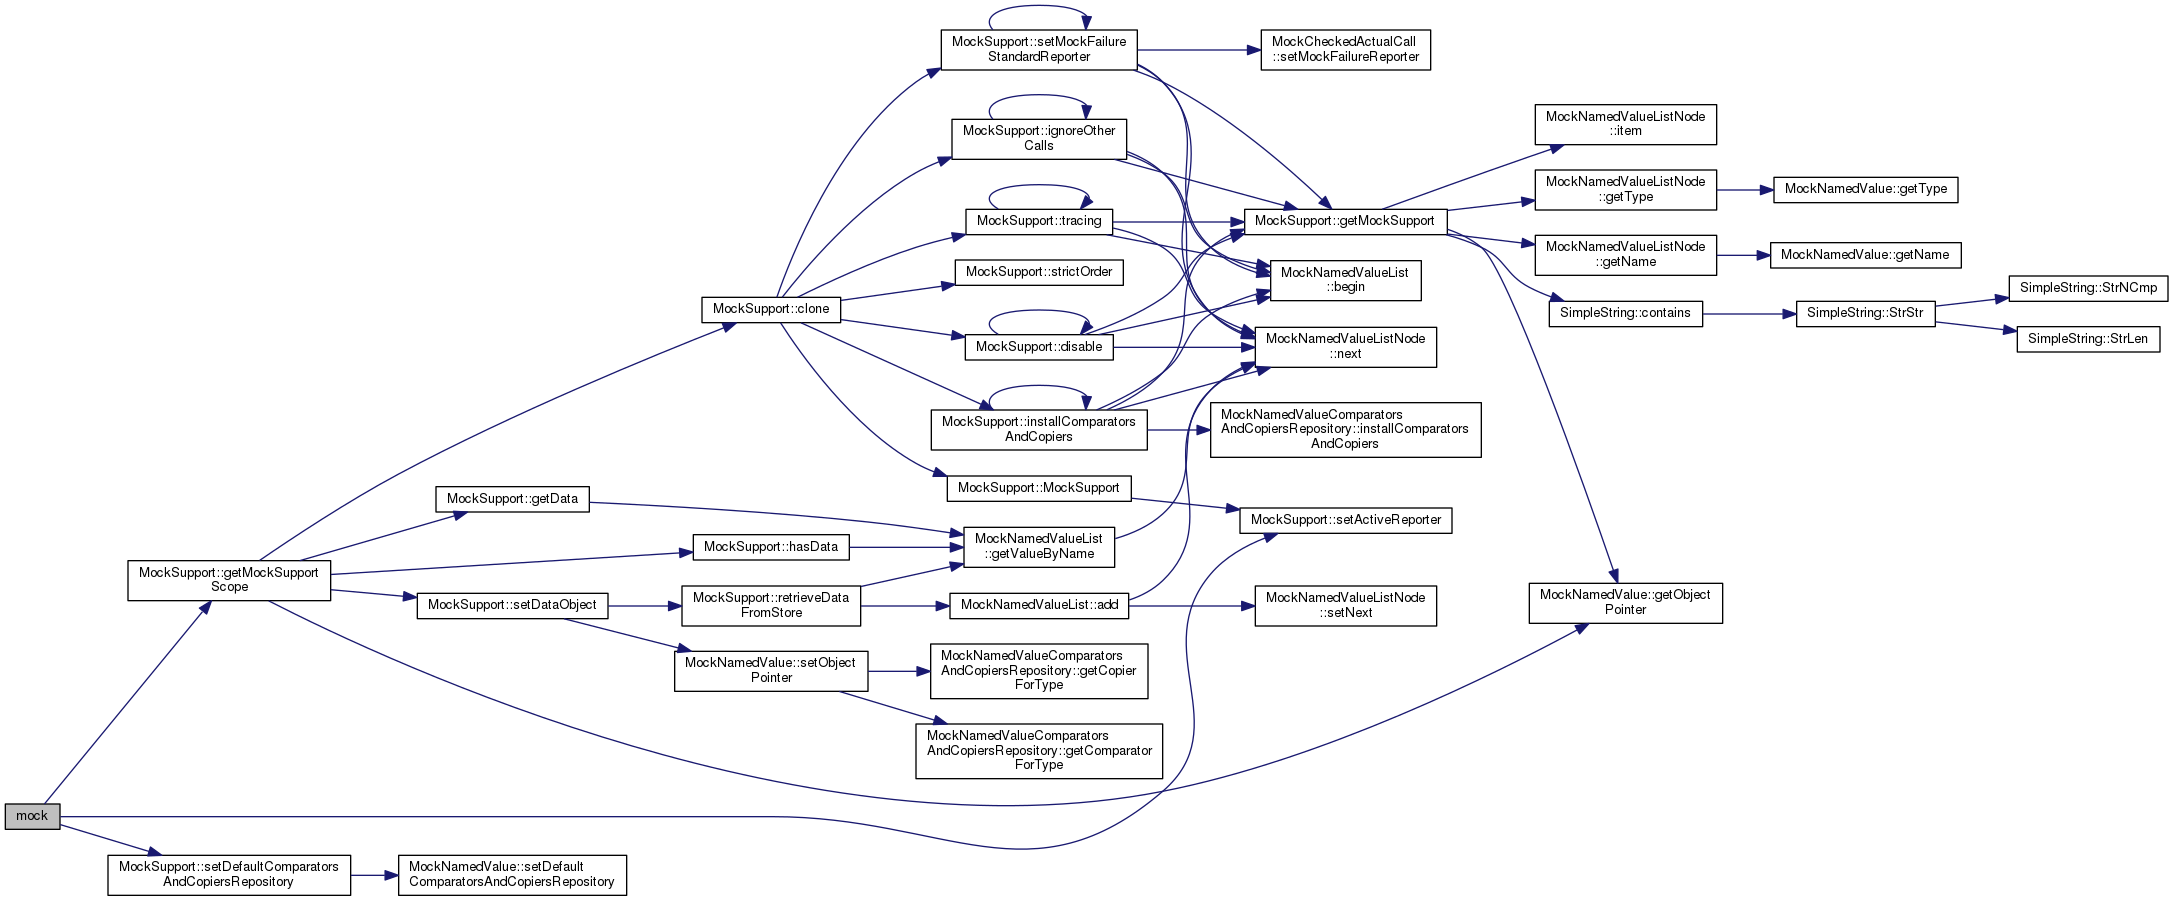 mock
MockSupport::getMockSupport
Scope
MockSupport::setDefaultComparators
AndCopiersRepository
MockNamedValue::setDefault
ComparatorsAndCopiersRepository
MockSupport::getData
MockSupport::setDataObject
MockSupport::clone
MockSupport::hasData
MockSupport::retrieveData
FromStore
MockNamedValue::setObject
Pointer
MockSupport::setMockFailure
StandardReporter
MockSupport::ignoreOther
Calls
MockSupport::tracing
MockSupport::strictOrder
MockSupport::disable
MockSupport::installComparators
AndCopiers
MockSupport::MockSupport
MockNamedValueList
::getValueByName
MockNamedValueList::add
MockNamedValueComparators
AndCopiersRepository::getCopier
ForType
MockNamedValueComparators
AndCopiersRepository::getComparator
ForType
MockCheckedActualCall
::setMockFailureReporter
MockSupport::getMockSupport
MockNamedValueList
::begin
MockNamedValueListNode
::next
MockNamedValueComparators
AndCopiersRepository::installComparators
AndCopiers
MockSupport::setActiveReporter
MockNamedValueListNode
::setNext
MockNamedValueListNode
::item
MockNamedValueListNode
::getType
MockNamedValueListNode
::getName
SimpleString::contains
MockNamedValue::getObject
Pointer
MockNamedValue::getType
MockNamedValue::getName
SimpleString::StrStr
SimpleString::StrNCmp
SimpleString::StrLen